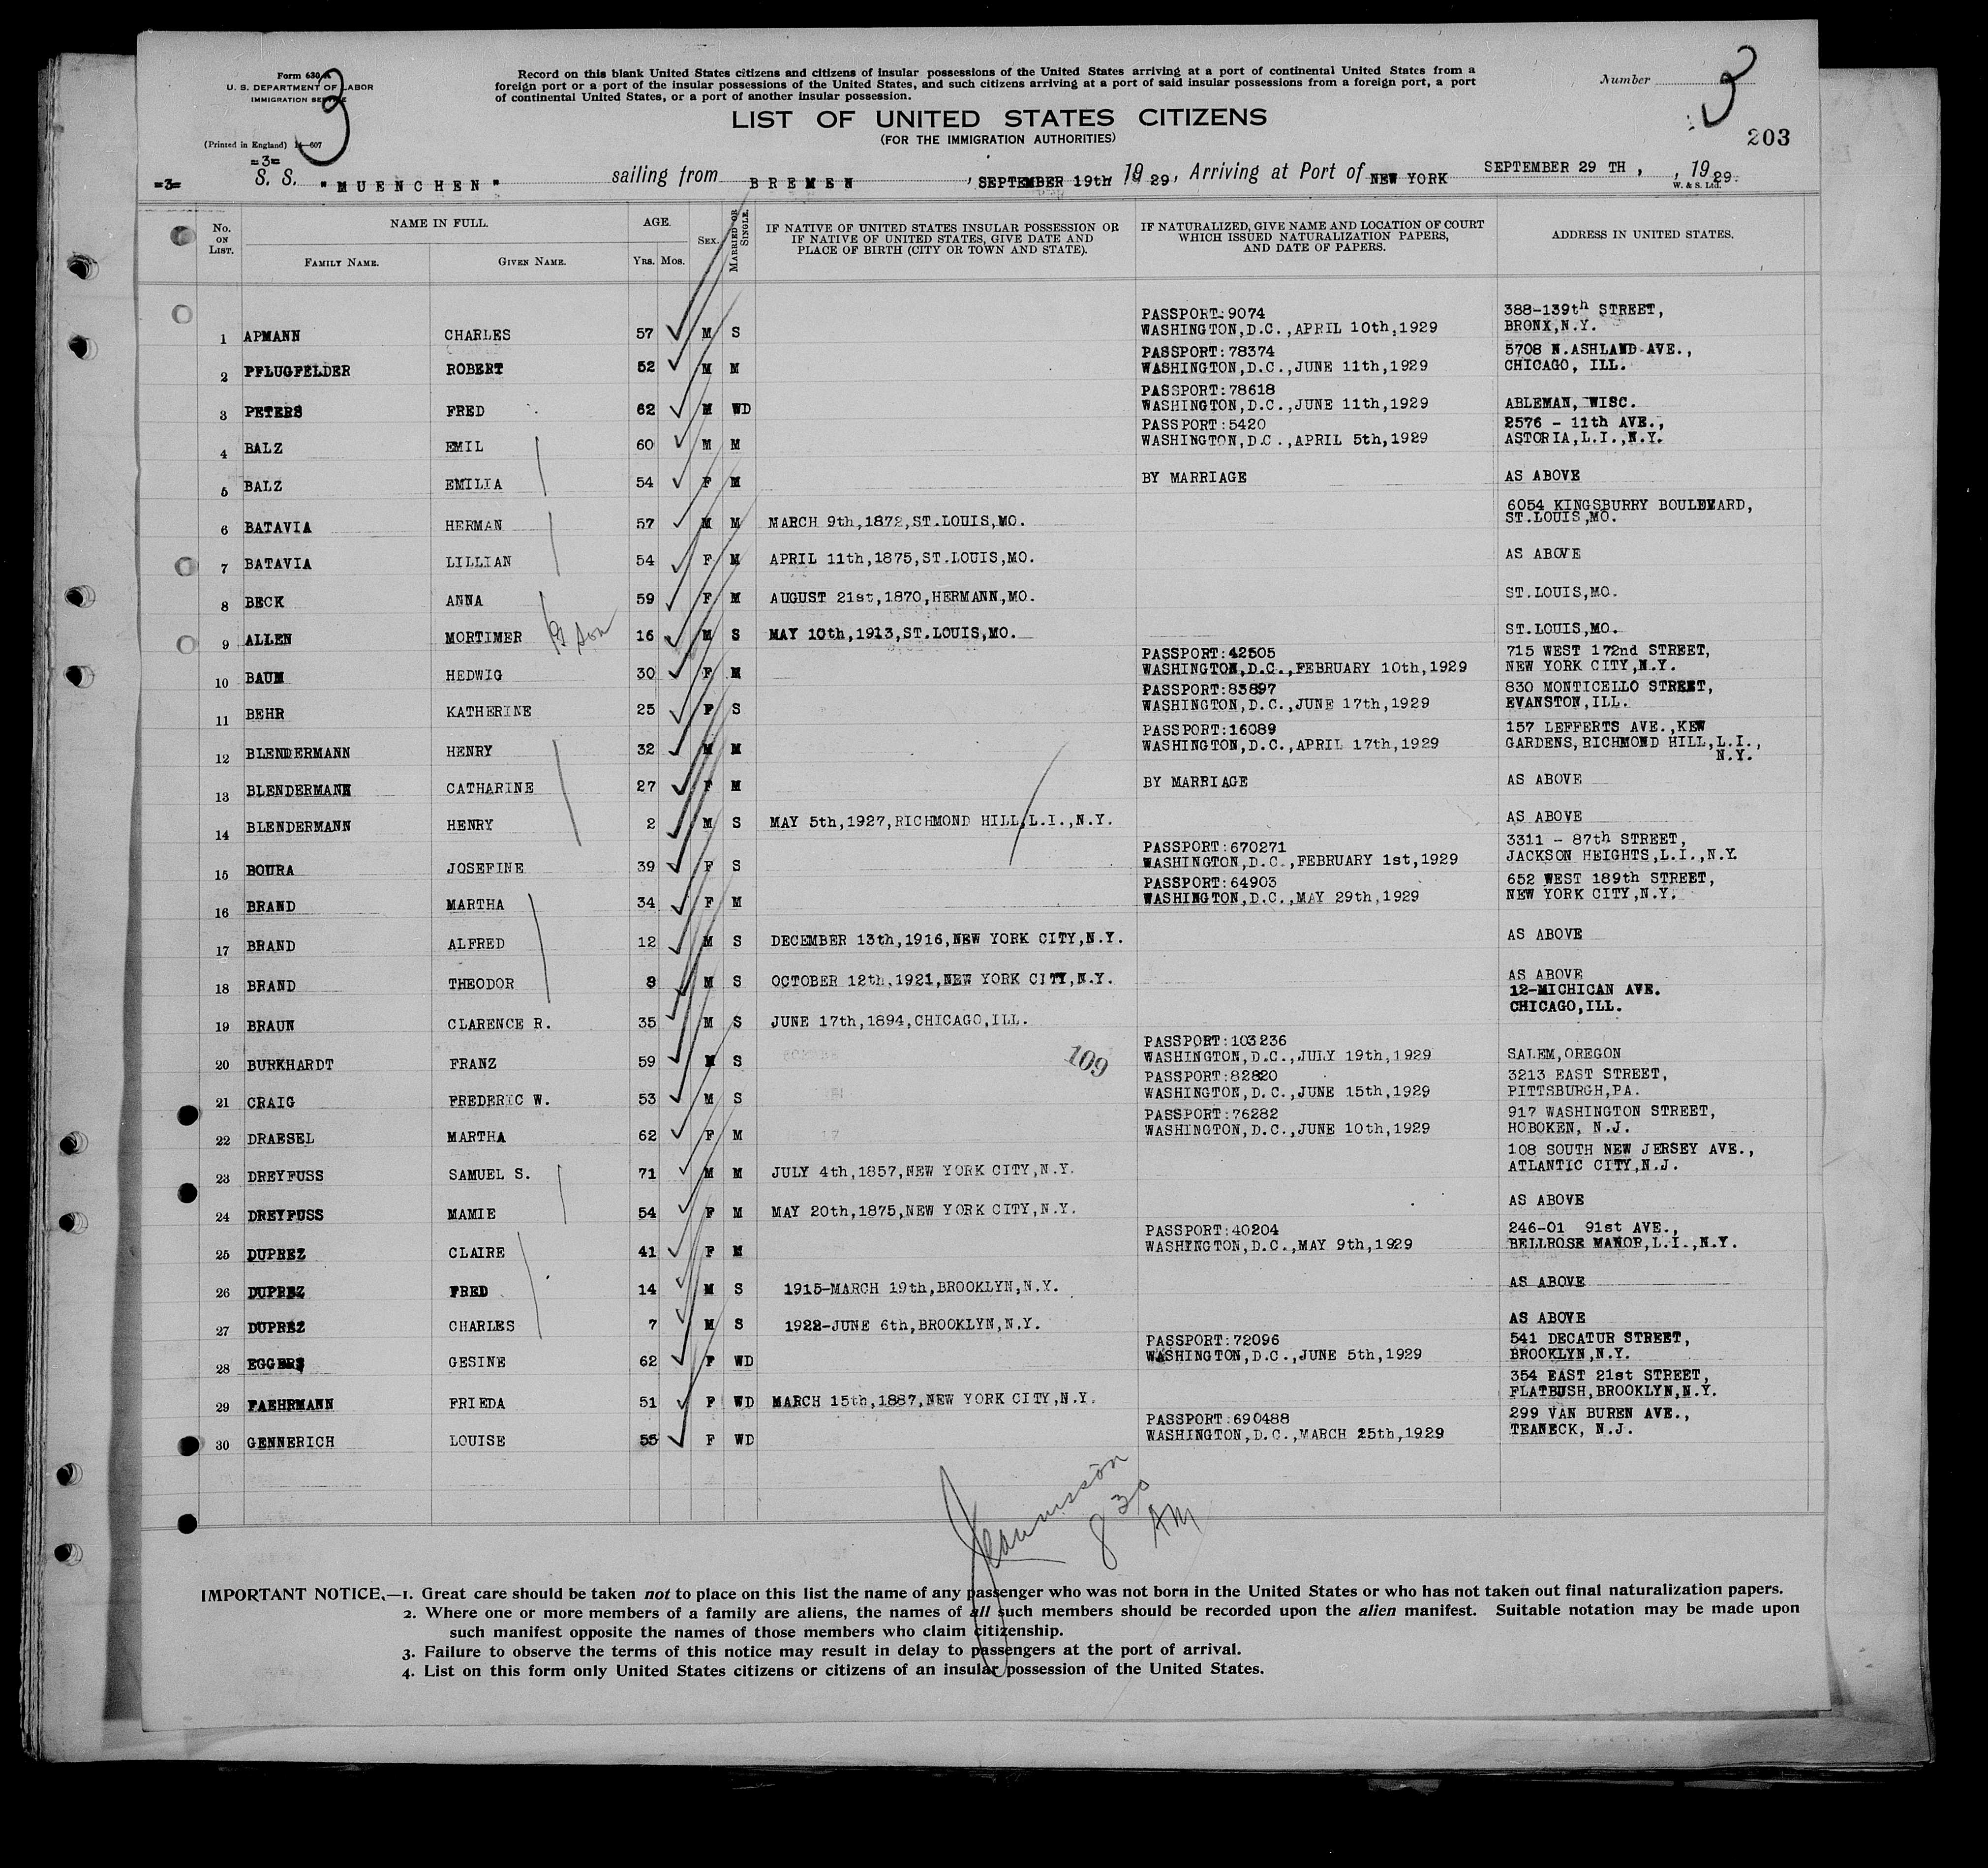 Form 630 A
U. S. DEPARTMENT OF LABOR
IMMIGRATION SERVICE
3
(Printed in England) 14—607
Record on this blank United States citizens and citizens of insular possessions of the United States arriving at a port of continental United States from a
foreign port or a port of the insular possessions of the United States, and such citizens arriving at a port of said insular possessions from a foreign port, a port
of continental United States, or a port of another insular possession.
Number 3
LIST OF UNITED STATES CITIZENS
(FOR THE IMMIGRATION AUTHORITIES)
203
=3=
=3= S. S. "MUENCHEN" sailing from BREMEN, SEPTEMBER 19th 19 29, Arriving at Port of NEW YORK SEPTEMBER 29 TH, , 19 29.
W. & S. Ltd.
No. ON LIST. NAME IN FULL. FAMILY NAME. GIVEN NAME. AGE. YRS. MOS. SEX. MARRIED OR SINGLE. IF NATIVE OF UNITED STATES INSULAR POSSESSION OR IF NATIVE OF UNITED STATES, GIVE DATE AND PLACE OF BIRTH (CITY OR TOWN AND STATE). IF NATURALIZED, GIVE NAME AND LOCATION OF COURT WHICH ISSUED NATURALIZATION PAPERS, AND DATE OF PAPERS. ADDRESS IN UNITED STATES.
1 APMANN CHARLES 57 M S PASSPORT:9074 WASHINGTON,D.C.,APRIL 10th,1929 388-139th STREET, BRONX,N.Y.
2 PFLUGFELDER ROBERT 52 M M PASSPORT:78374 WASHINGTON,D.C.,JUNE 11th,1929 5708 N.ASHLAND AVE., CHICAGO, ILL.
3 PETERS FRED 62 M WD PASSPORT:78618 WASHINGTON,D.C.,JUNE 11th,1929 ABLEMAN, WISC.
4 BALZ EMIL 60 M M PASSPORT:5420 WASHINGTON,D.C.,APRIL 5th,1929 2576 - 11th AVE., ASTORIA,L.I.,N.Y.
5 BALZ EMILIA 54 F M BY MARRIAGE AS ABOVE
6 BATAVIA HERMAN 57 M M MARCH 9th,1872,ST.LOUIS,MO. 6054 KINGSBURRY BOULEVARD, ST.LOUIS,MO.
7 BATAVIA LILLIAN 54 F M APRIL 11th,1875,ST.LOUIS,MO. AS ABOVE
8 BECK ANNA 59 F M AUGUST 21st,1870,HERMANN,MO. ST.LOUIS,MO.
9 ALLEN MORTIMER G Son 16 M S MAY 10th,1913,ST.LOUIS,MO. ST.LOUIS,MO.
10 BAUM HEDWIG 30 F M PASSPORT:42505 WASHINGTON,D.C.,FEBRUARY 10th,1929 715 WEST 172nd STREET, NEW YORK CITY,N.Y.
11 BEHR KATHERINE 25 F S PASSPORT:83897 WASHINGTON,D.C.,JUNE 17th,1929 830 MONTICELLO STREET, EVANSTON,ILL.
12 BLENDERMANN HENRY 32 M M PASSPORT:16089 WASHINGTON,D.C.,APRIL 17th,1929 157 LEFFERTS AVE.,KEW GARDENS,RICHMOND HILL,L.I., N.Y.
13 BLENDERMANN CATHARINE 27 F M BY MARRIAGE AS ABOVE
14 BLENDERMANN HENRY 2 M S MAY 5th,1927,RICHMOND HILL,L.I.,N.Y. AS ABOVE
15 BOURA JOSEFINE 39 F S PASSPORT:670271 WASHINGTON,D.C.,FEBRUARY 1st,1929 3311 - 87th STREET, JACKSON HEIGHTS,L.I.,N.Y.
16 BRAND MARTHA 34 F M PASSPORT:64903 WASHINGTON,D.C.,MAY 29th,1929 652 WEST 189th STREET, NEW YORK CITY,N.Y.
17 BRAND ALFRED 12 M S DECEMBER 13th,1916,NEW YORK CITY,N.Y. AS ABOVE
18 BRAND THEODOR M S OCTOBER 12th,1921,NEW YORK CITY,N.Y. AS ABOVE
19 BRAUN CLARENCE R. 35 M S JUNE 17th,1894,CHICAGO,ILL. 12-MICHICAN AVE. CHICAGO,ILL.
20 BURKHARDT FRANZ 59 M S 109 PASSPORT:103236 WASHINGTON,D.C.,JULY 19th,1929 SALEM,OREGON
21 CRAIG FREDERIC W. 53 M S PASSPORT:82820 WASHINGTON,D.C.,JUNE 15th,1929 3213 EAST STREET, PITTSBURGH,PA.
22 DRAESEL MARTHA 62 F M PASSPORT:76282 WASHINGTON,D.C.,JUNE 10th,1929 917 WASHINGTON STREET, HOBOKEN, N.J.
23 DREYFUSS SAMUEL S. 71 M M JULY 4th,1857,NEW YORK CITY,N.Y. 108 SOUTH NEW JERSEY AVE., ATLANTIC CITY,N.J.
24 DREYFUSS MAMIE 54 F M MAY 20th,1875,NEW YORK CITY,N.Y. AS ABOVE
25 DUPREZ CLAIRE 41 F M PASSPORT:40204 WASHINGTON,D.C.,MAY 9th,1929 246-01 91st AVE., BELLROSE MANOR,L.I.,N.Y.
26 DUPREZ FRED 14 M S 1915-MARCH 19th,BROOKLYN,N.Y. AS ABOVE
27 DUPREZ CHARLES 7 M S 1922-JUNE 6th,BROOKLYN,N.Y. AS ABOVE
28 EGGERS GESINE 62 F WD PASSPORT:72096 WASHINGTON,D.C.,JUNE 5th,1929 541 DECATUR STREET, BROOKLYN,N.Y.
29 FAEHRMANN FRIEDA 51 F WD MARCH 15th,1887,NEW YORK CITY,N.Y. 354 EAST 21st STREET, FLATBUSH,BROOKLYN,N.Y.
30 GENNERICH LOUISE 55 F WD PASSPORT:690488 WASHINGTON,D.C.,MARCH 25th,1929 299 VAN BUREN AVE., TEANECK, N.J.
8 30 AM
IMPORTANT NOTICE.—1. Great care should be taken not to place on this list the name of any passenger who was not born in the United States or who has not taken out final naturalization papers.
2. Where one or more members of a family are aliens, the names of all such members should be recorded upon the alien manifest. Suitable notation may be made upon
such manifest opposite the names of those members who claim citizenship.
3. Failure to observe the terms of this notice may result in delay to passengers at the port of arrival.
4. List on this form only United States citizens or citizens of an insular possession of the United States.